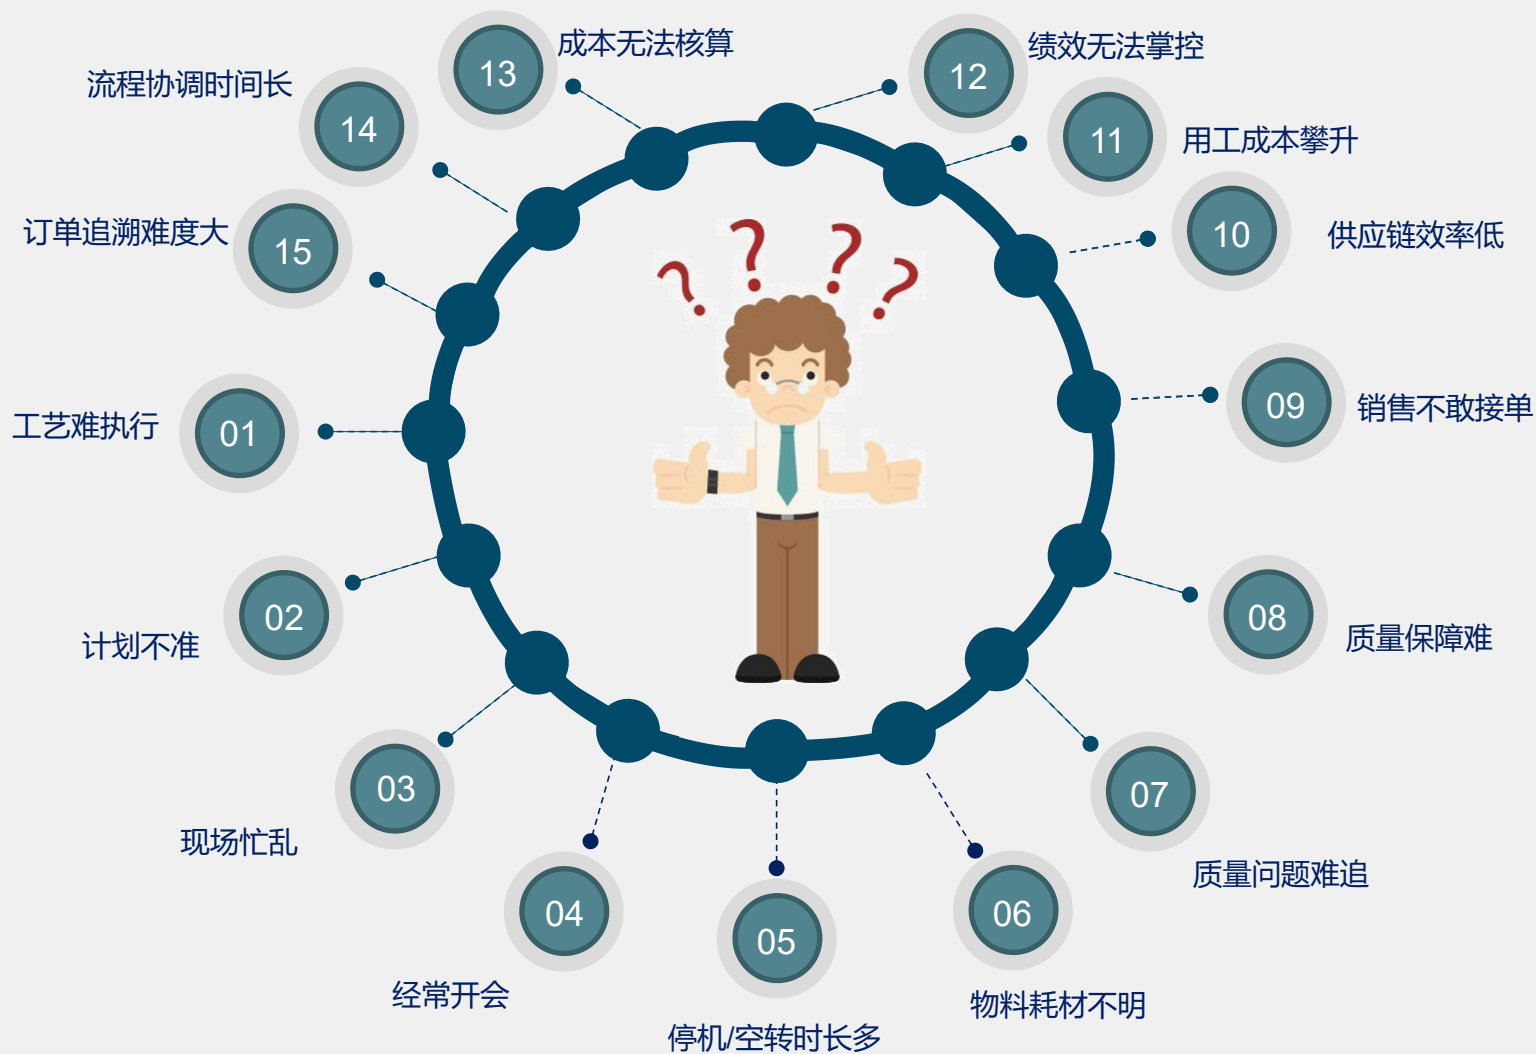 13
成本无法核算
12
绩效无法掌控
流程协调时间长
14
11
用工成本攀升
订单追溯难度大
15
10
供应链效率低
工艺难执行
01
09
销售不敢接单
02
计划不准
08
质量保障难
03
现场忙乱
07
质量问题难追
04
经常开会
05
停机/空转时长多
06
物料耗材不明
? ? ? ?